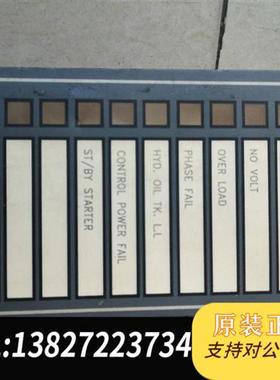 ST/BY STARTER
CONTROL POWER FAIL
HYD. OIL TK. L.L
PHASE FAIL
OVER LOAD
NO VOLT
:13827223734
原装正
支持对公